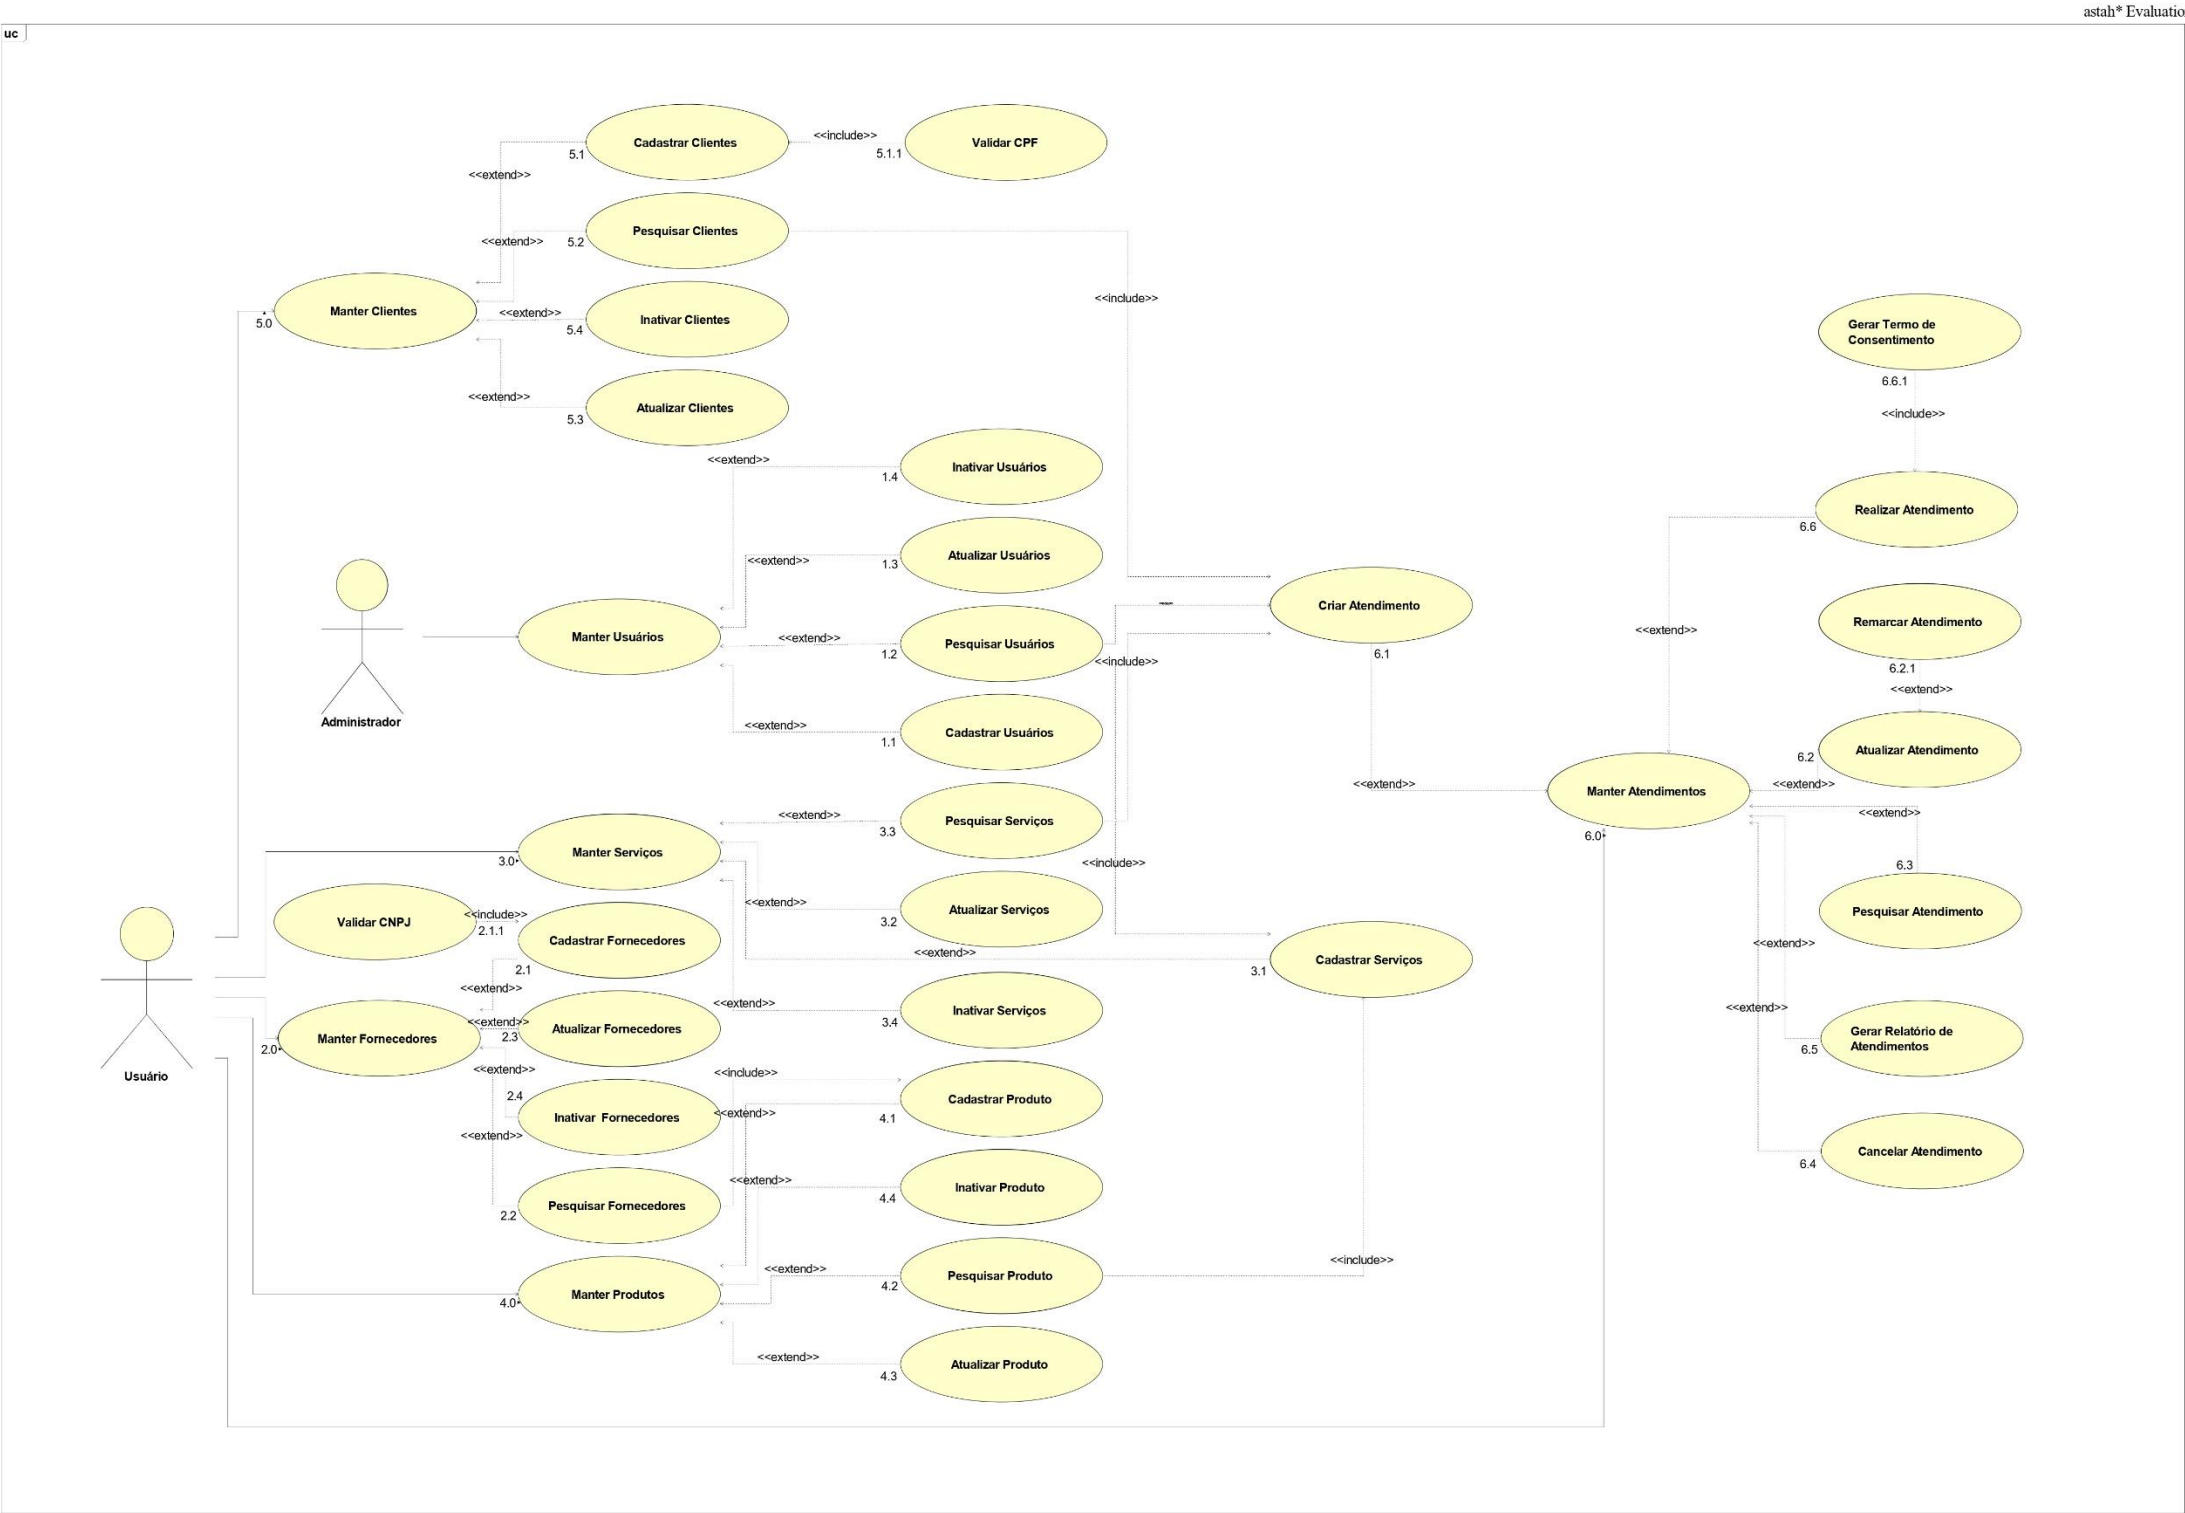 astah* Evaluatio
uc
Cadastrar Clientes
<<include>>
Validar CPF
5.1
5.1.1
<<extend>>
Pesquisar Clientes
<<extend>>
5.2
<<include>>
Manter Clientes
5.0
<<extend>>
Inativar Clientes
5.4
Gerar Termo de
Consentimento
6.6.1
<<extend>>
Atualizar Clientes
5.3
<<include>>
<<extend>>
Inativar Usuários
1.4
Realizar Atendimento
6.6
<<extend>>
Atualizar Usuários
1.3
Criar Atendimento
6.1
Remarcar Atendimento
6.2.1
<<extend>>
Manter Usuários
<<extend>>
Pesquisar Usuários
1.2
<<include>>
<<extend>>
Administrador
<<extend>>
Cadastrar Usuários
1.1
Atualizar Atendimento
6.2
<<extend>>
<<extend>>
Manter Atendimentos
6.0
<<extend>>
<<extend>>
Pesquisar Serviços
3.3
Manter Serviços
3.0
<<include>>
6.3
Pesquisar Atendimento
<<extend>>
Atualizar Serviços
3.2
Validar CNPJ
<<include>>
2.1.1
Cadastrar Fornecedores
2.1
<<extend>>
<<extend>>
Cadastrar Serviços
3.1
<<extend>>
<<extend>>
<<extend>>
Inativar Serviços
3.4
<<extend>>
Manter Fornecedores
2.0
<<extend>>
Atualizar Fornecedores
2.3
Gerar Relatório de
Atendimentos
6.5
Usuário
<<extend>>
<<include>>
2.4
Inativar Fornecedores
<<extend>>
Cadastrar Produto
4.1
<<extend>>
Cancelar Atendimento
6.4
<<extend>>
Inativar Produto
4.4
Pesquisar Fornecedores
2.2
<<extend>>
Pesquisar Produto
4.2
<<include>>
Manter Produtos
4.0
<<extend>>
Atualizar Produto
4.3